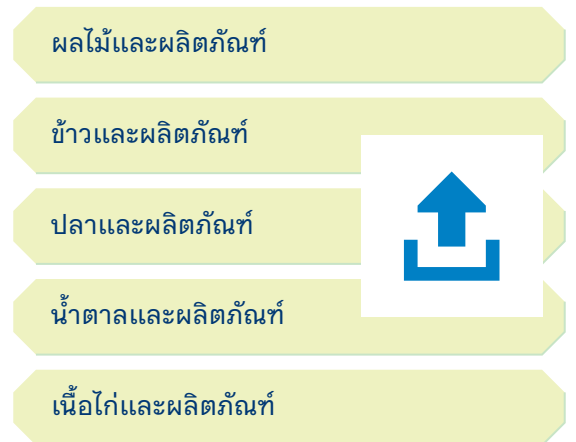 ผลไม้และผลิตภัณฑ์
ข้าวและผลิตภัณฑ์
ปลาและผลิตภัณฑ์
น้ำตาลและผลิตภัณฑ์
เนื้อไก่และผลิตภัณฑ์